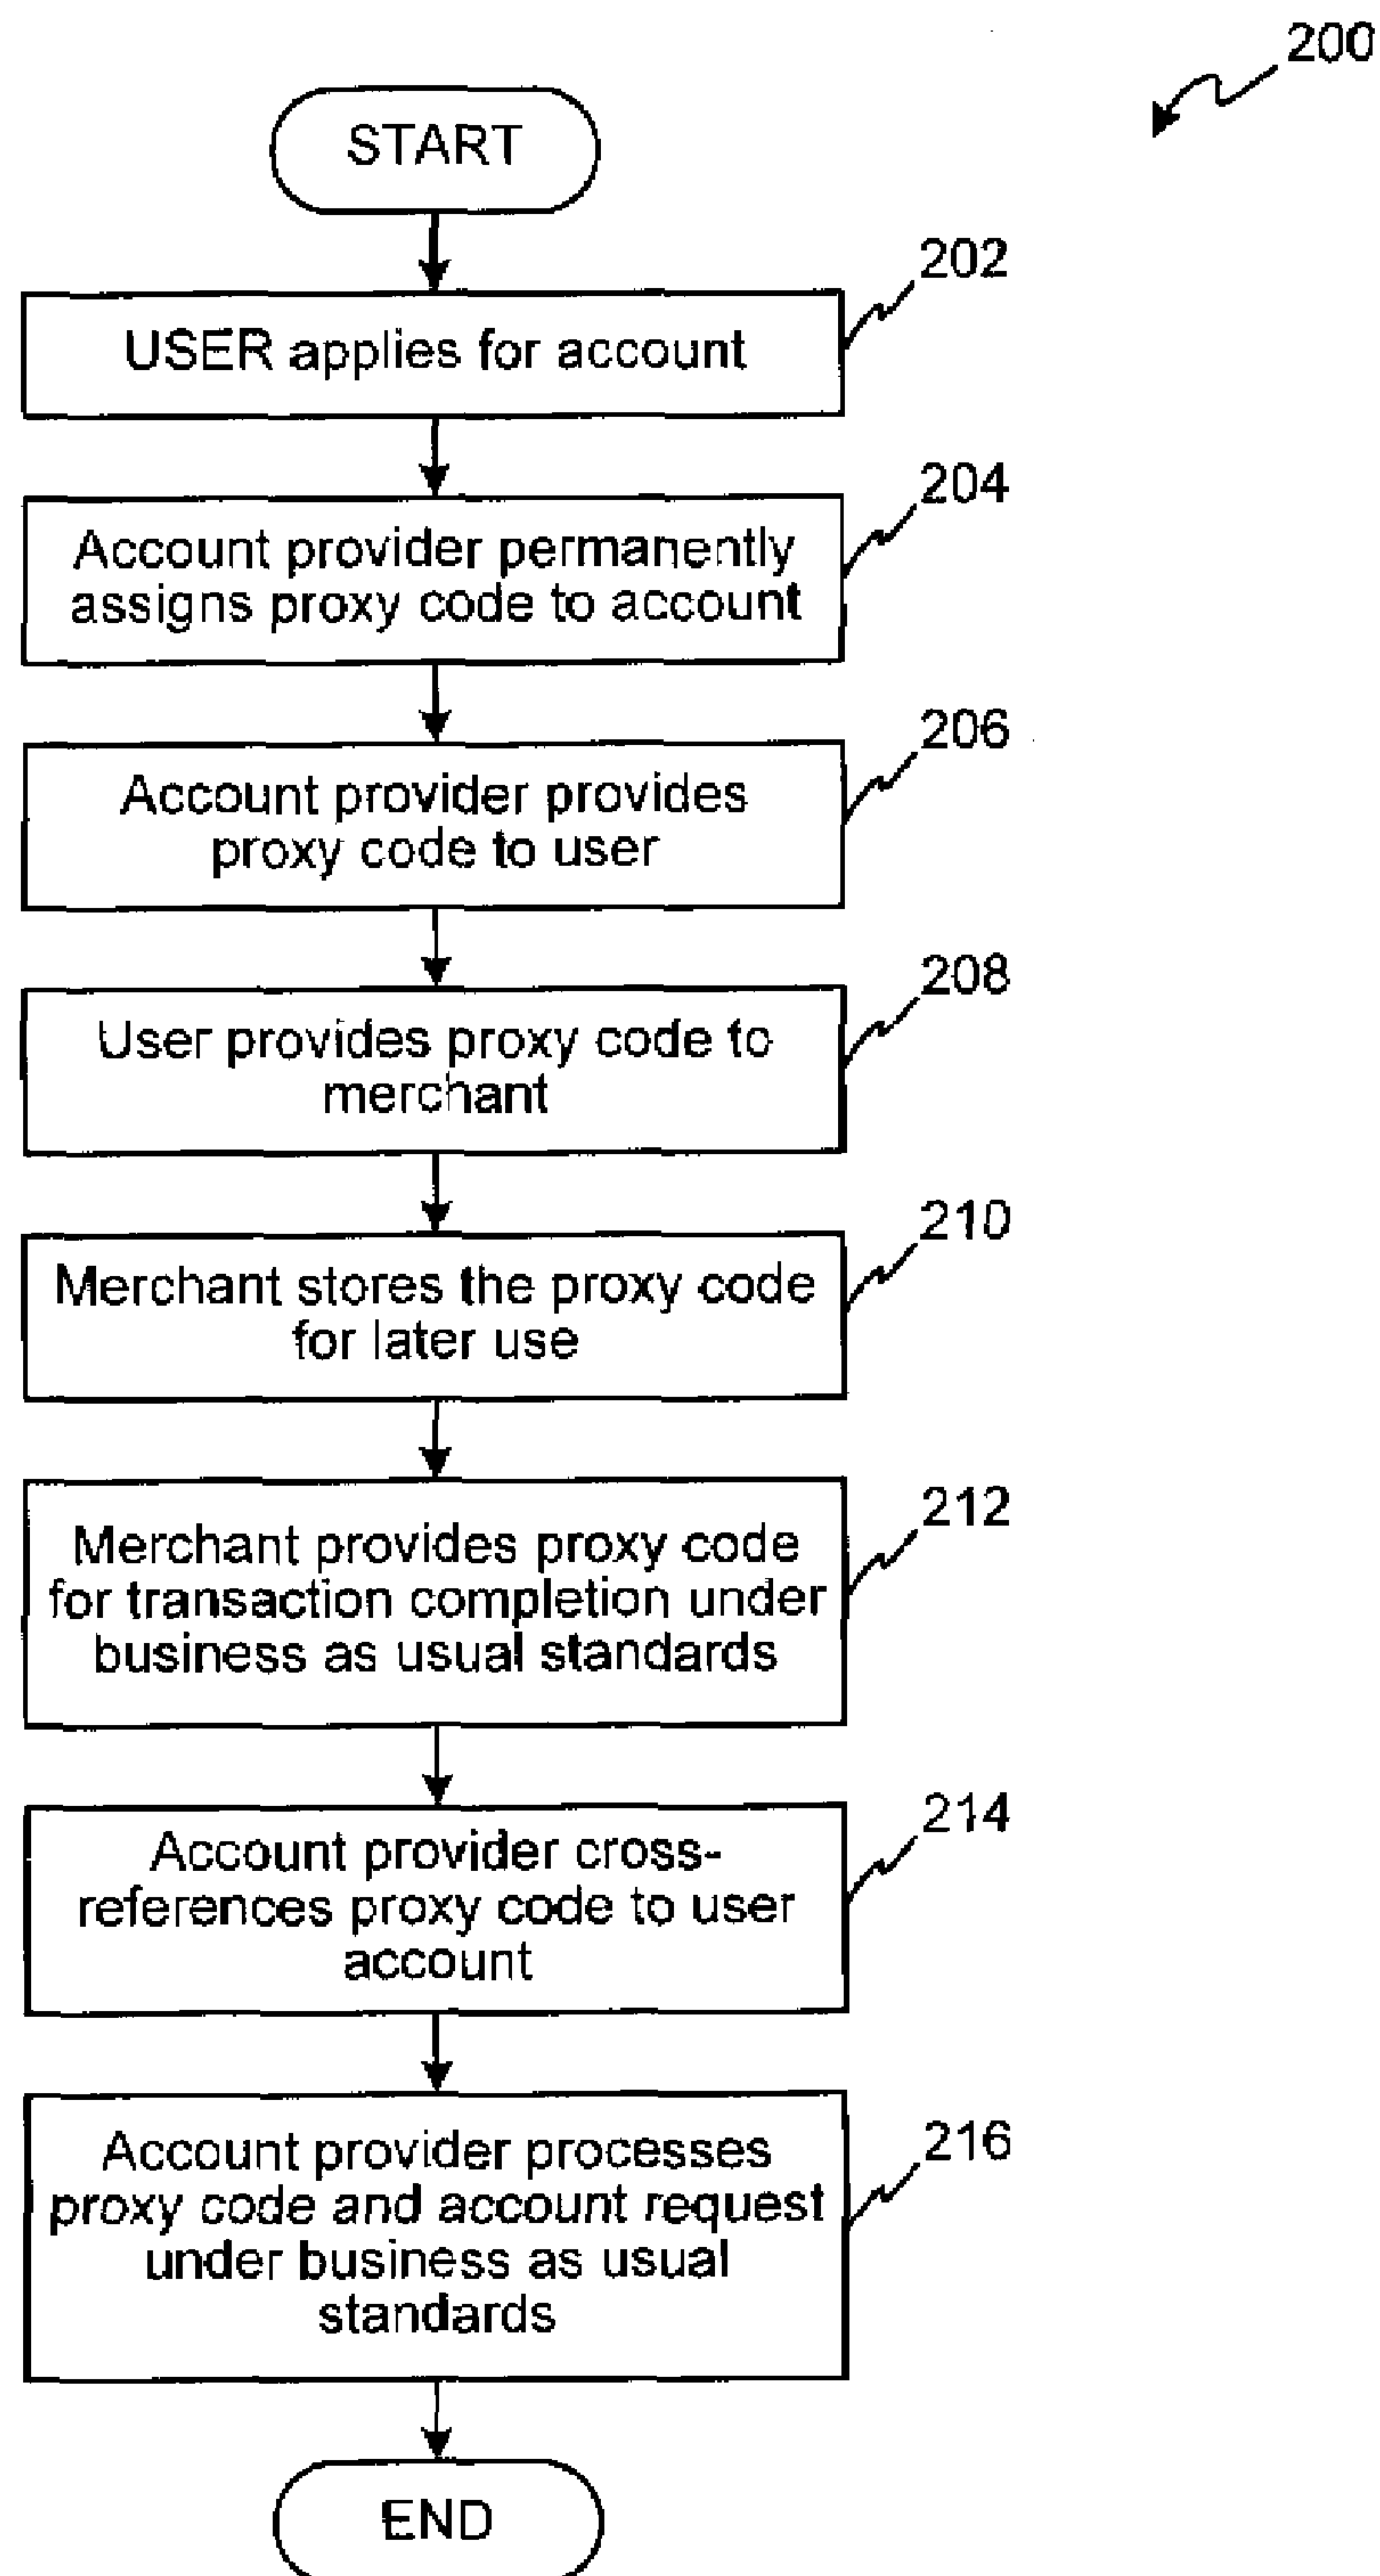 200
START
202
USER applies for account
204
Account provider permanently
assigns proxy code to account
206
Account provider provides
proxy code to user
208
User provides proxy code to
merchant
210
Merchant stores the proxy code
for later use
212
Merchant provides proxy code
for transaction completion under
business as usual standards
214
Account provider cross-
references proxy code to user
account
216
Account provider processes
proxy code and account request
under business as usual
standards
END